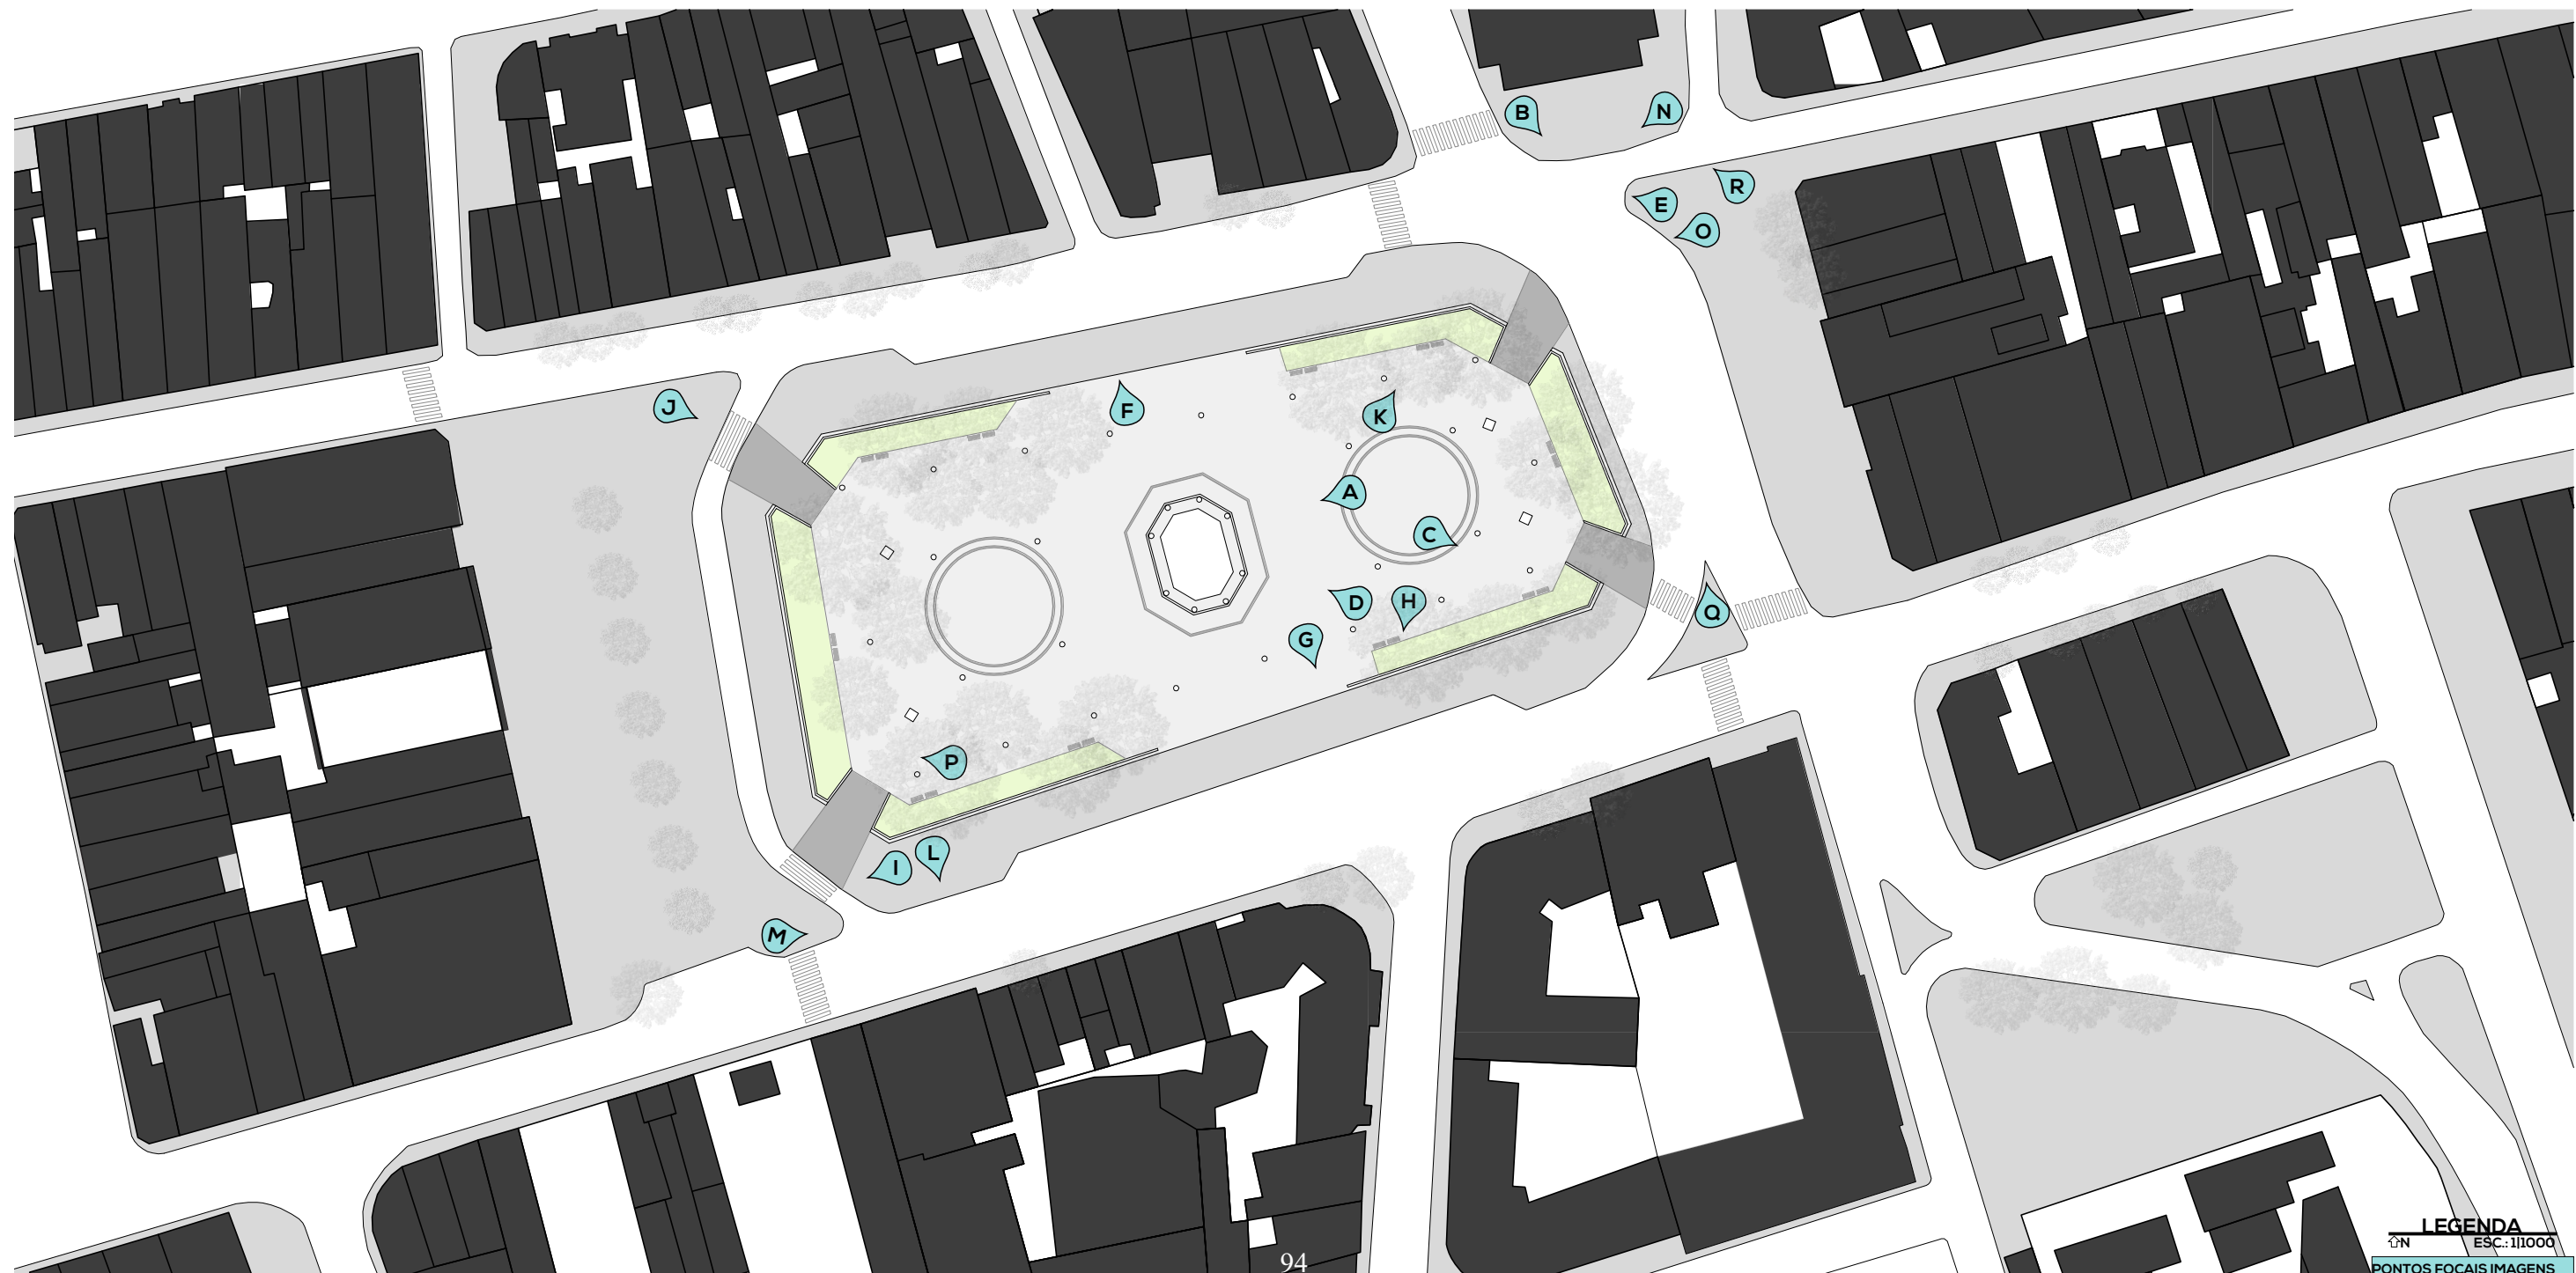 B
N
R
E
O
J
F
K
A
C
D
H
Q
G
P
L
I
M
LEGENDA
N
ESC.: 1|1000
PONTOS FOCAIS IMAGENS
94